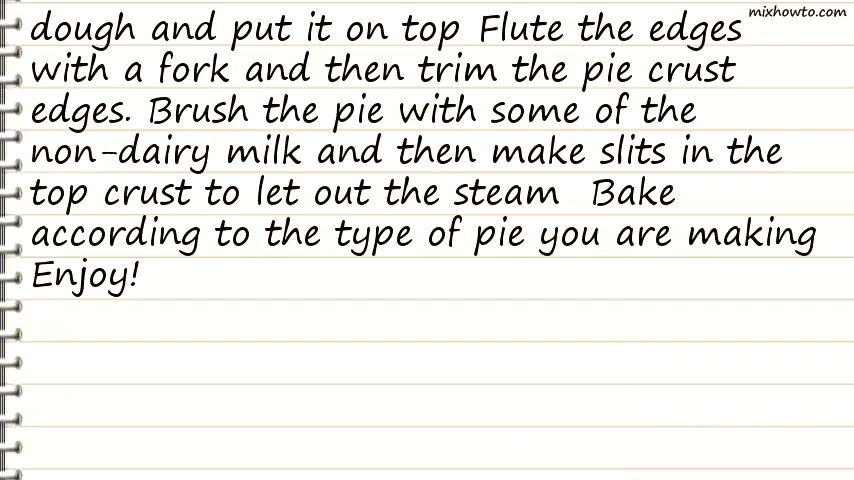 mixhowto.com
dough and put it on top Flute the edges
with a fork and then trim the pie crust
edges. Brush the pie with some of the
non-dairy milk and then make slits in the
top crust to let out the steam  Bake
according to the type of pie you are making
Enjoy!